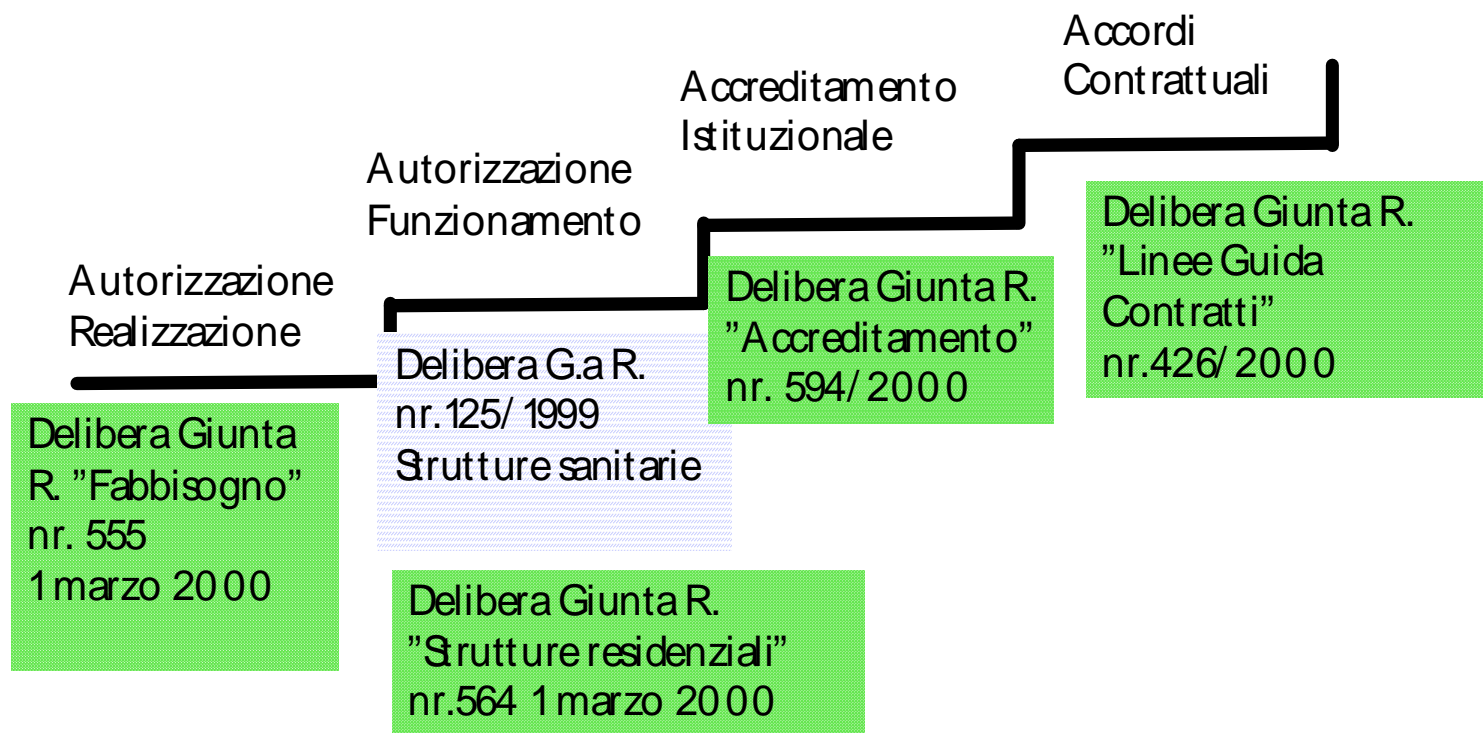 Autorizzazione
Realizzazione
Delibera Giunta
R. "Fabbisogno"
nr. 555
1 marzo 2000
Autorizzazione
Funzionamento
Delibera G.a R.
nr.125/1999
Strutture sanitarie
Delibera Giunta R.
"Strutture residenziali"
nr.564 1 marzo 2000
Accreditamento
Istituzionale
Delibera Giunta R.
"Accreditamento"
nr. 594/2000
Accordi
Contrattuali
Delibera Giunta R.
"Linee Guida
Contratti"
nr.426/2000